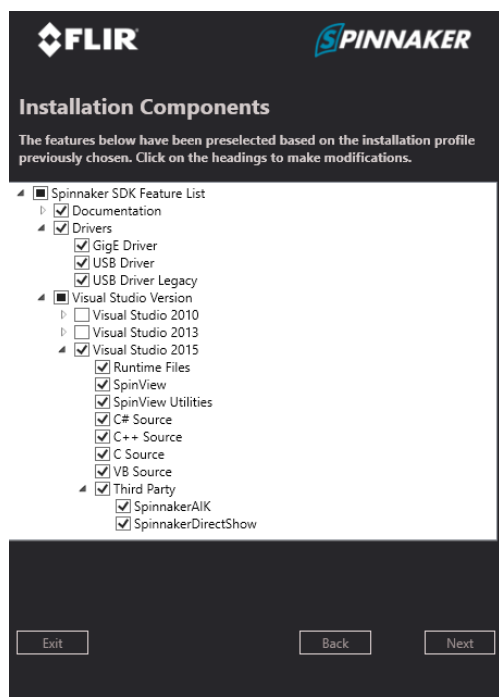 FLIR
SPINNAKER
Installation Components
The features below have been preselected based on the installation profile
previously chosen. Click on the headings to make modifications.
Spinnaker SDK Feature List
Documentation
Drivers
GigE Driver
USB Driver
USB Driver Legacy
Visual Studio Version
Visual Studio 2010
Visual Studio 2013
Visual Studio 2015
Runtime Files
SpinView
SpinView Utilities
C# Source
C++ Source
C Source
VB Source
Third Party
SpinnakerAIK
SpinnakerDirectShow
Exit
Back
Next